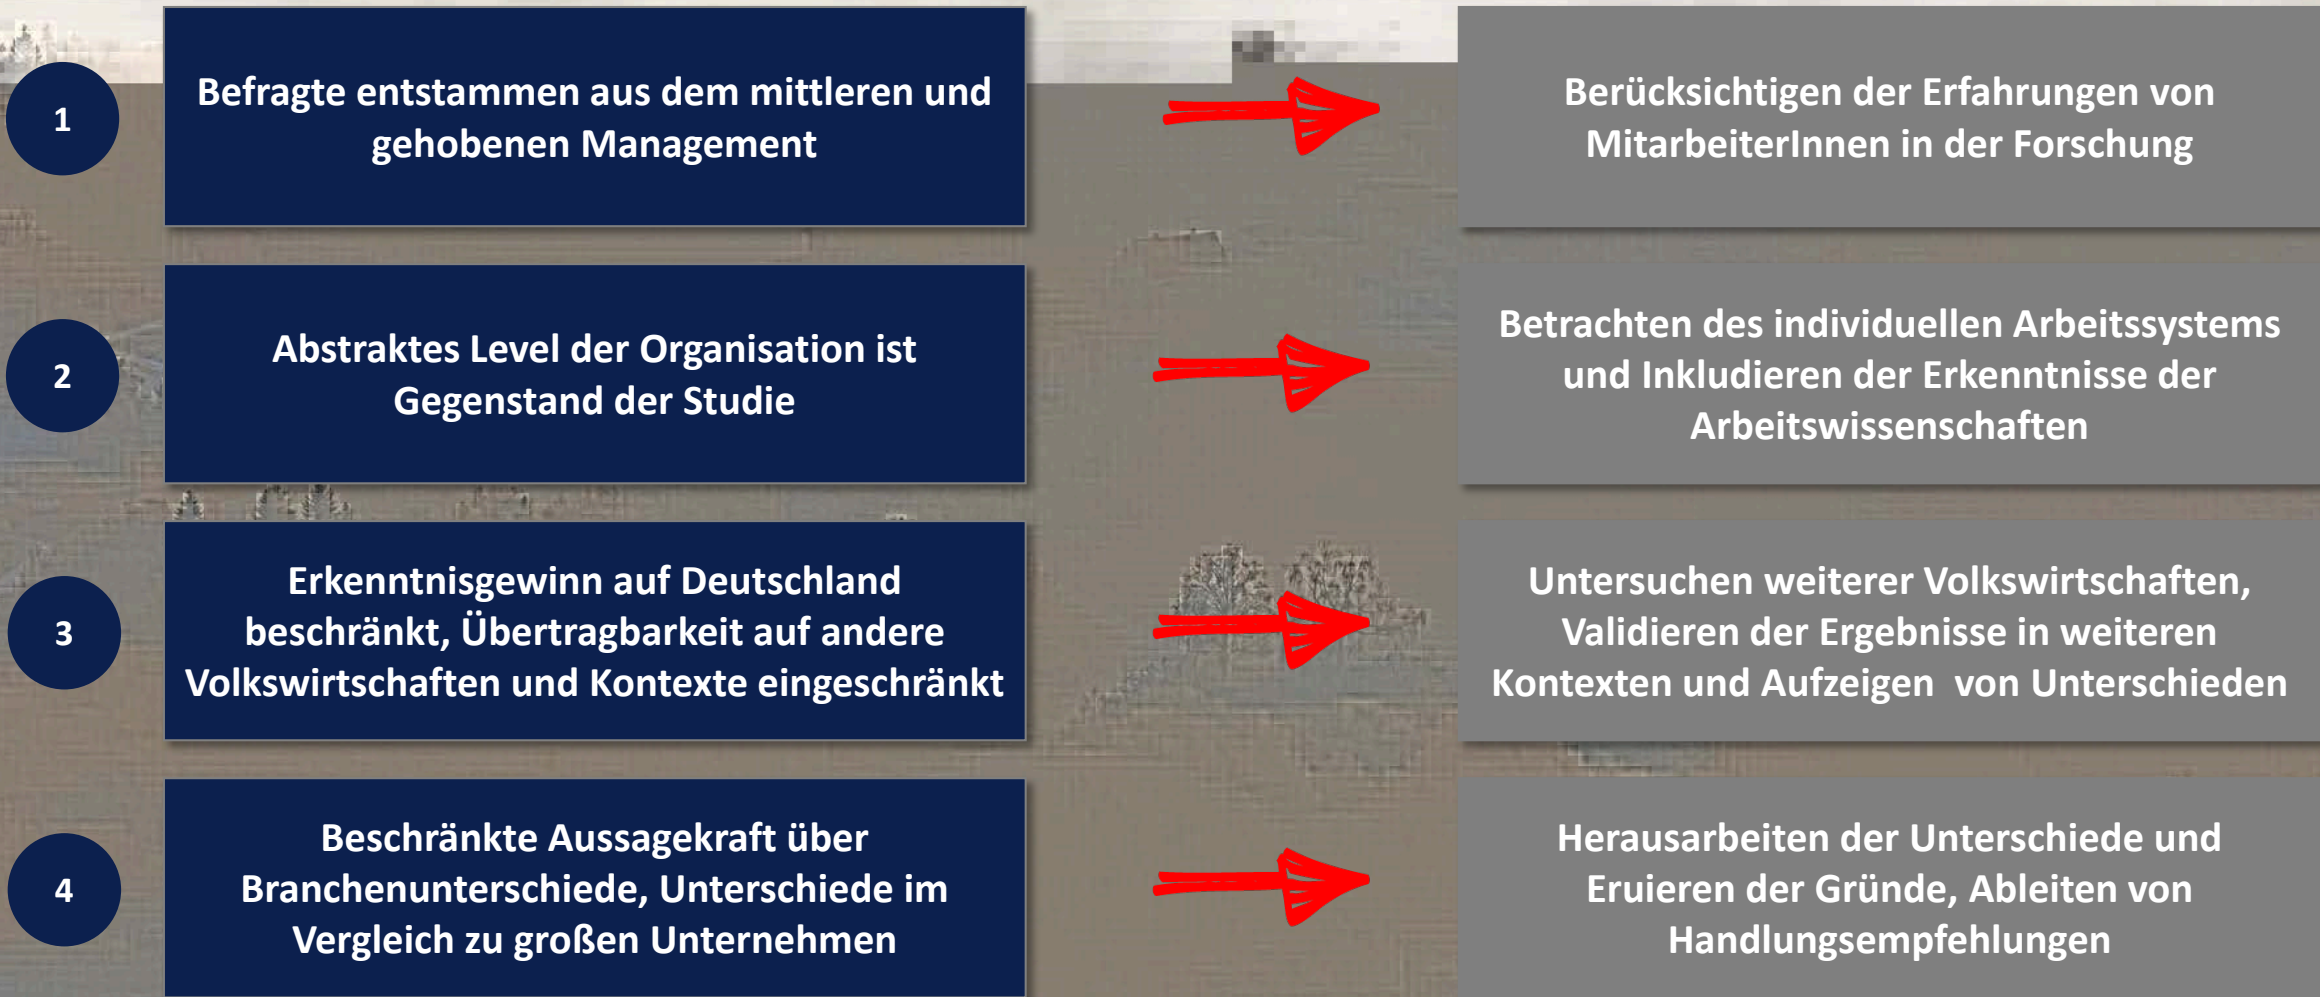 1
Befragte entstammen aus dem mittleren und
gehobenen Management
Berücksichtigen der Erfahrungen von
MitarbeiterInnen in der Forschung
2
Abstraktes Level der Organisation ist
Gegenstand der Studie
Betrachten des individuellen Arbeitssystems
und Inkludieren der Erkenntnisse der
Arbeitswissenschaften
3
Erkenntnisgewinn auf Deutschland
beschränkt, Übertragbarkeit auf andere
Volkswirtschaften und Kontexte eingeschränkt
Untersuchen weiterer Volkswirtschaften,
Validieren der Ergebnisse in weiteren
Kontexten und Aufzeigen  von Unterschieden
4
Beschränkte Aussagekraft über
Branchenunterschiede, Unterschiede im
Vergleich zu großen Unternehmen
Herausarbeiten der Unterschiede und
Eruieren der Gründe, Ableiten von
Handlungsempfehlungen